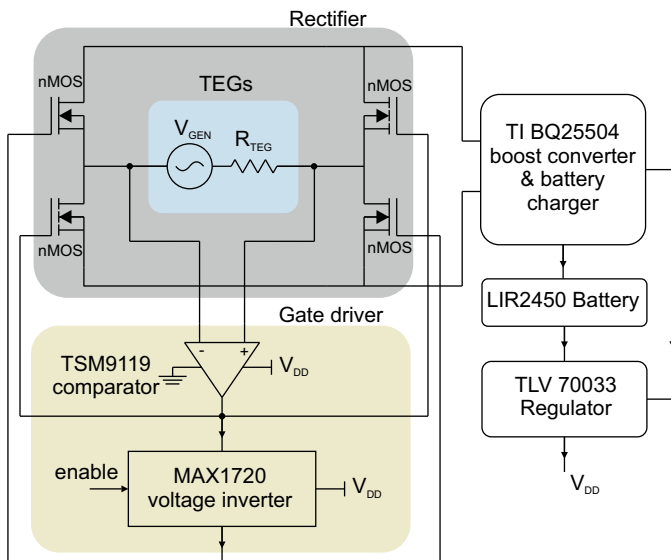 Rectifier
nMOS
nMOS
TEGs
V_GEN
R_TEG
nMOS
nMOS
TI BQ25504
boost converter
& battery
charger
LIR2450 Battery
Gate driver
TSM9119
comparator
-
+
V_DD
TLV 70033
Regulator
enable
MAX1720
voltage inverter
V_DD
V_DD